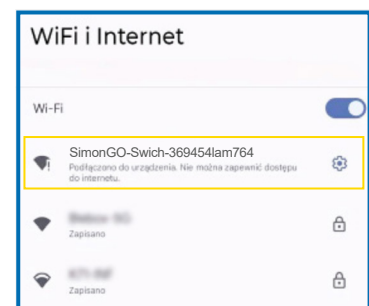 WiFi i Internet
Wi-Fi
SimonGO-Swich-369454lam764
Podłączono do urządzenia. Nie można zapewnić dostępu
do internetu.
Zapisano
Zapisano